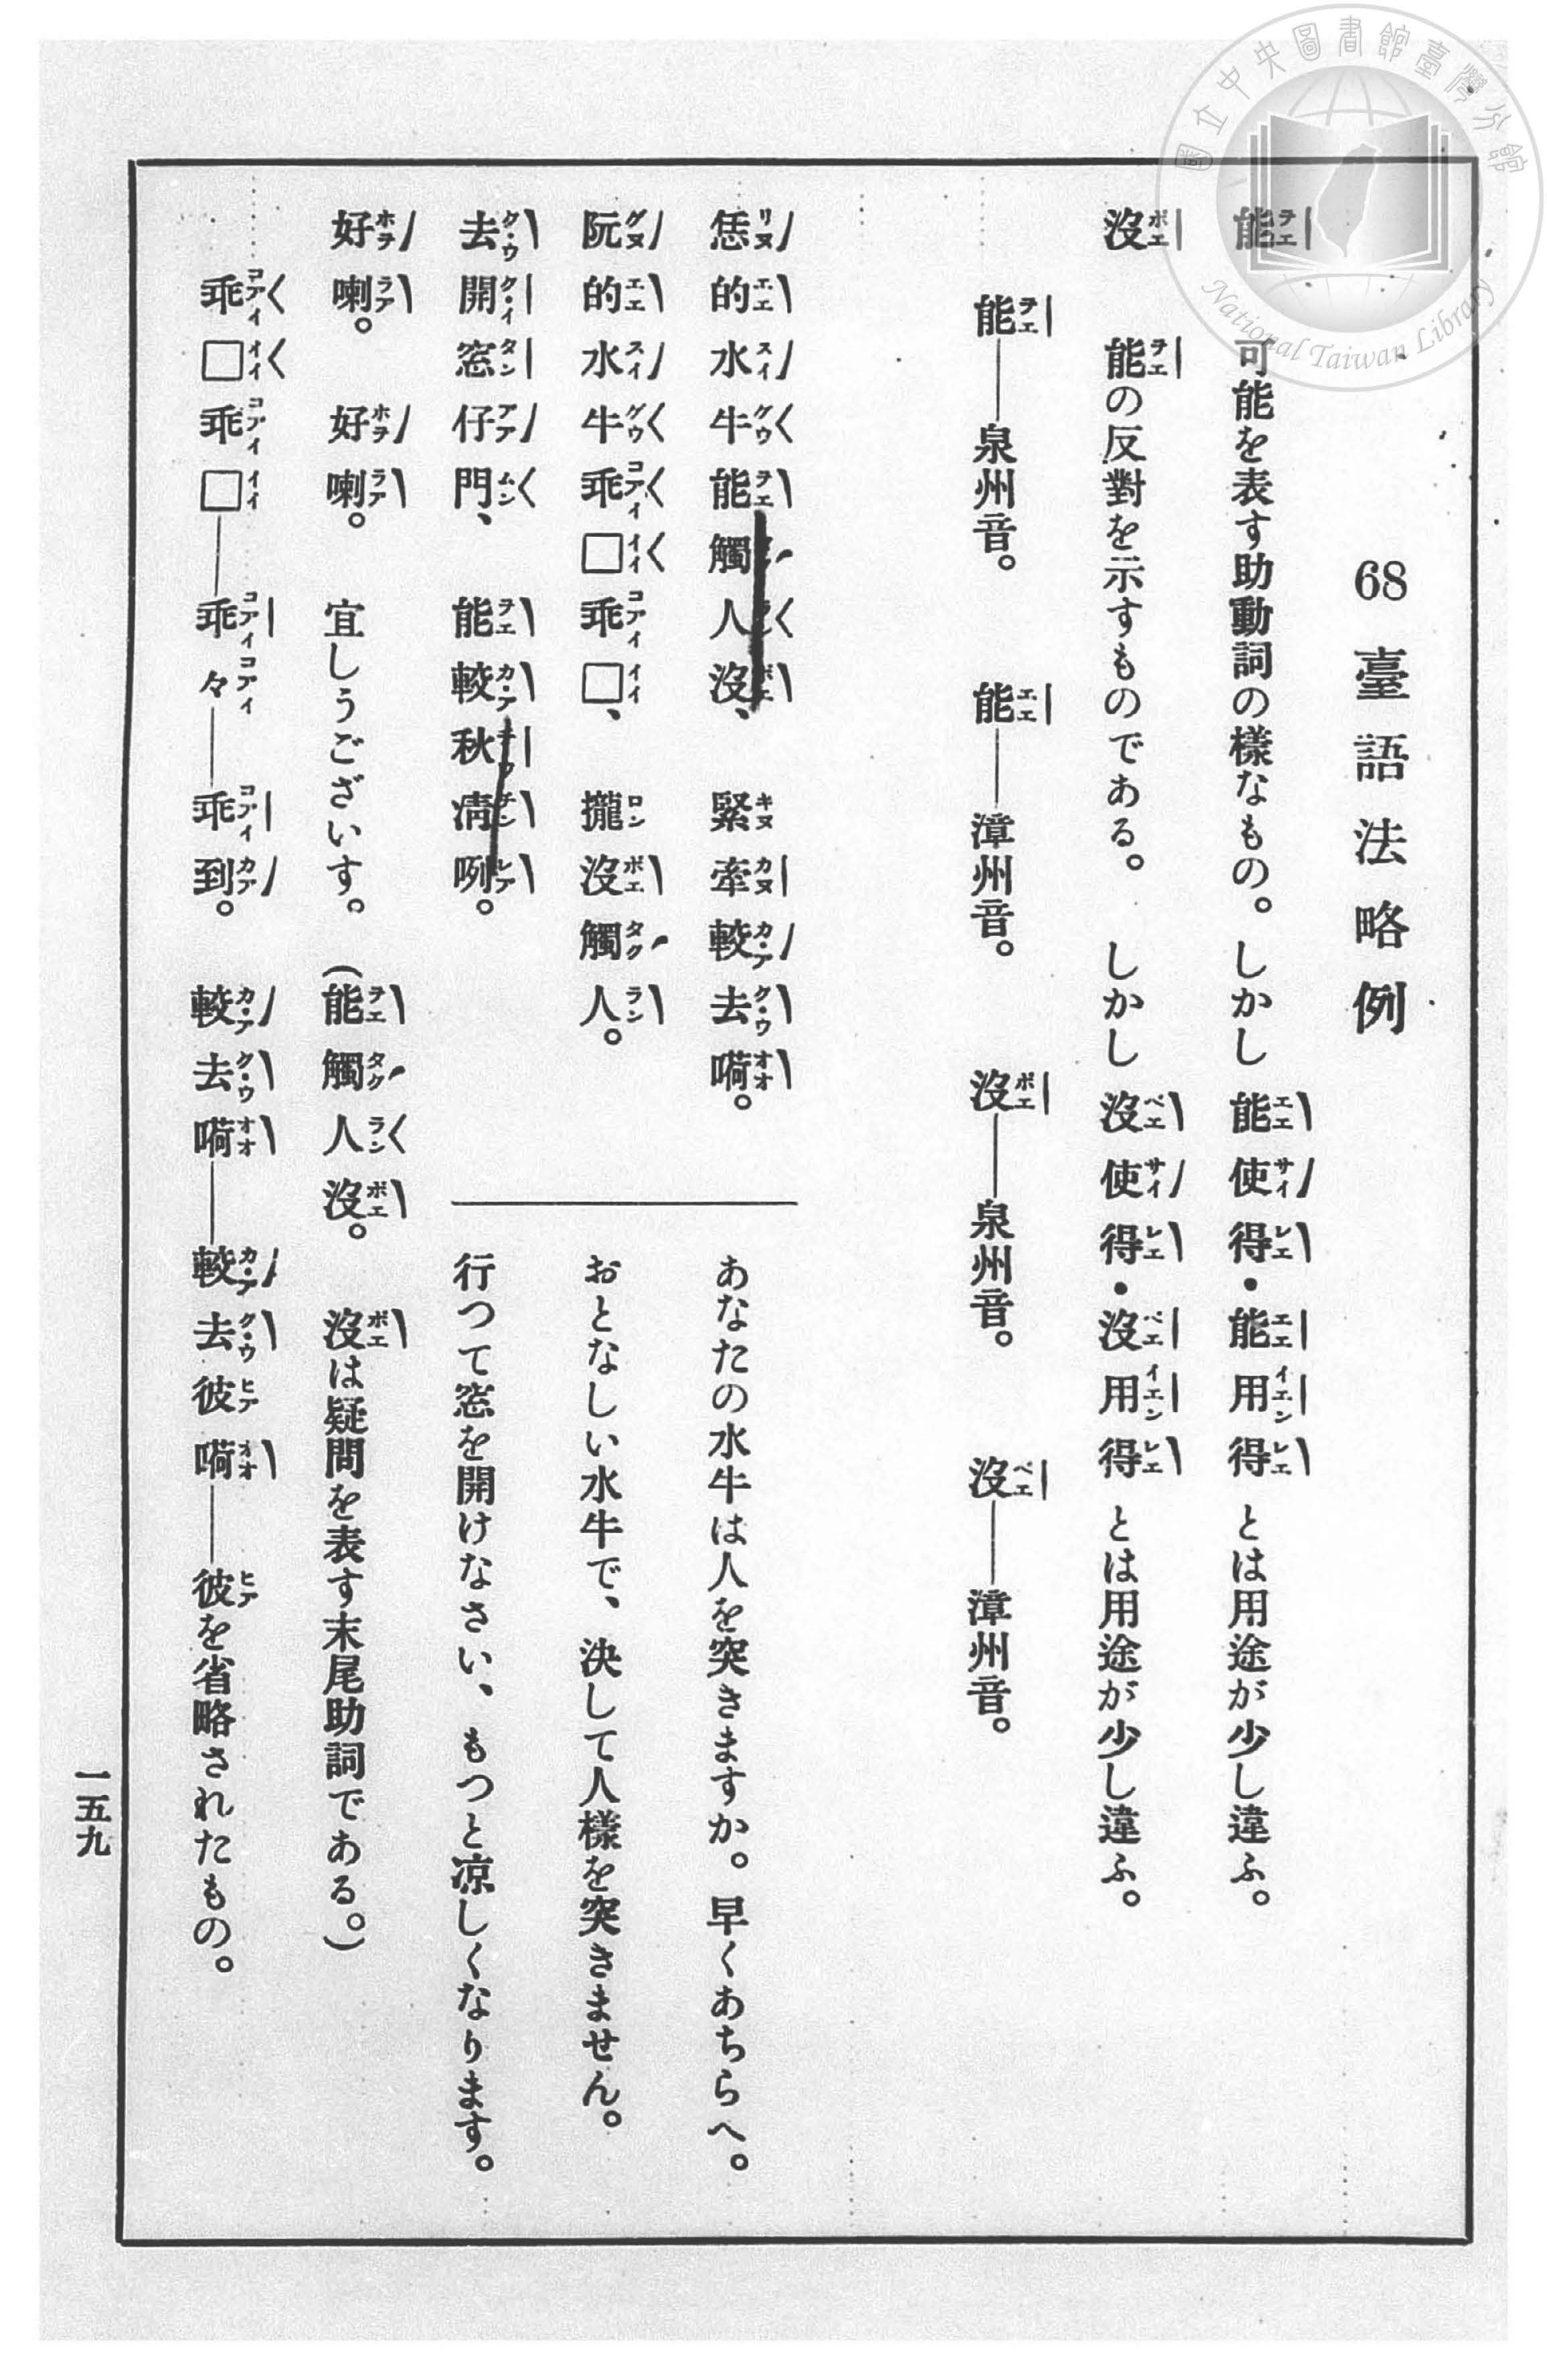 國立中央圖書館臺灣分館
National Taiwan Library
68 臺語法略例
能 可能を表す助動詞の樣なもの。しかし 能使得・能用得 とは用途が少し違ふ。
沒 能の反對を示すものである。 しかし 沒使得・沒用得 とは用途が少し違ふ。
能——泉州音。 能——漳州音。 沒——泉州音。 沒——漳州音。
恁的水牛能觸人沒、 緊牽較去嗬。
あなたの水牛は人を突きますか。早くあちらへ。
阮的水牛乖□乖□、 攏沒觸人。
おとなしい水牛で、決して人樣を突きません。
去開窓仔門、 能較秋凊咧。
行つて窓を開けなさい、もつと凉しくなります。
好喇。 好喇。 宜しうございす。 (能觸人沒。 沒は疑問を表す末尾助詞である。)
乖□乖□——乖々——乖到。 較去嗬——較去彼嗬——彼を省略されたもの。
一五九